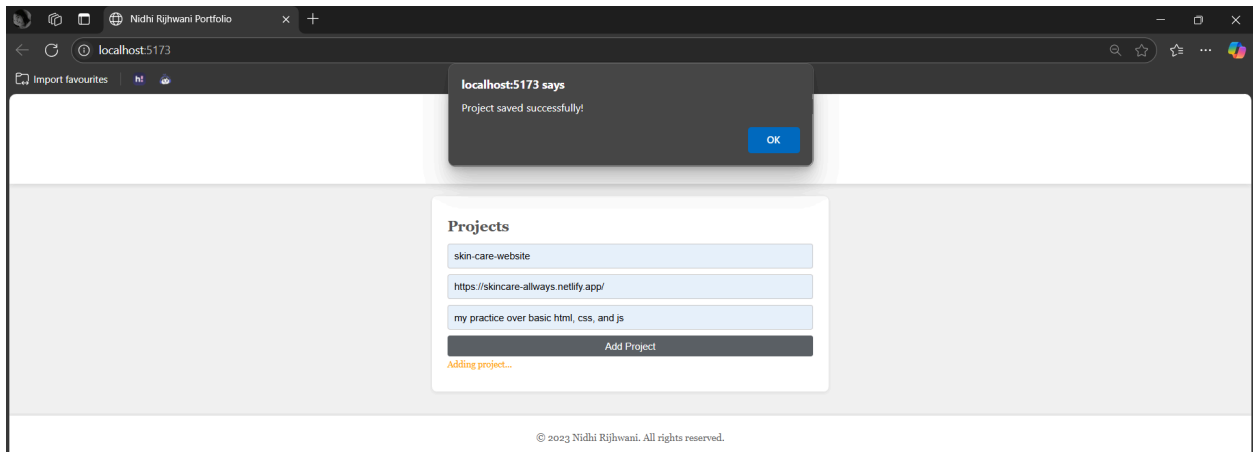 Nidhi Rijhwani Portfolio
localhost:5173
Import favourites
h!
localhost:5173 says
Project saved successfully!
OK
Projects
skin-care-website
https://skincare-allways.netlify.app/
my practice over basic html, css, and js
Add Project
Adding project...
© 2023 Nidhi Rijhwani. All rights reserved.